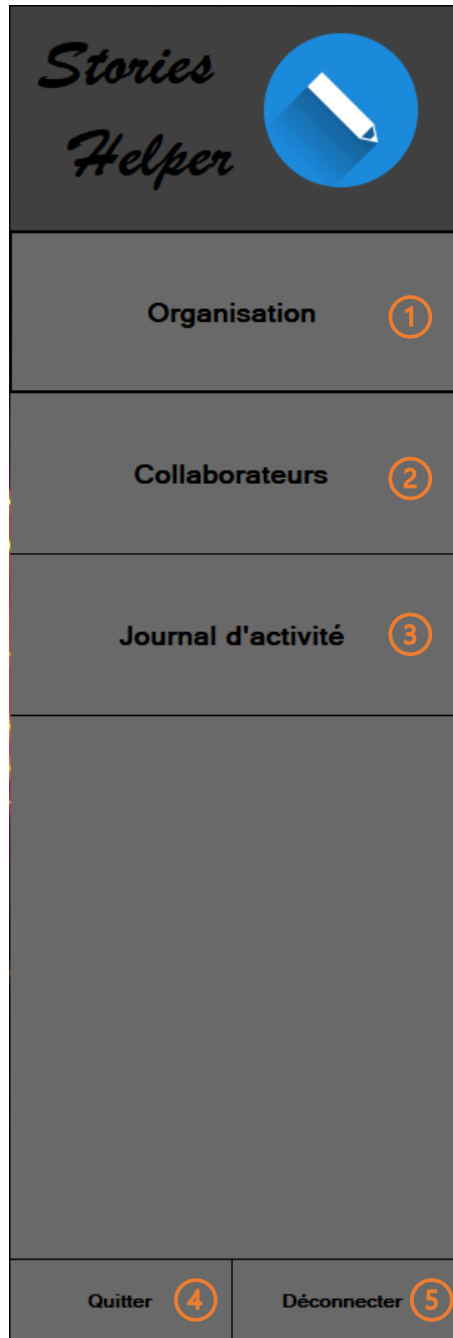 Stories
Helper
Organisation 1
Collaborateurs 2
Journal d'activité 3
Quitter 4 Déconnecter 5